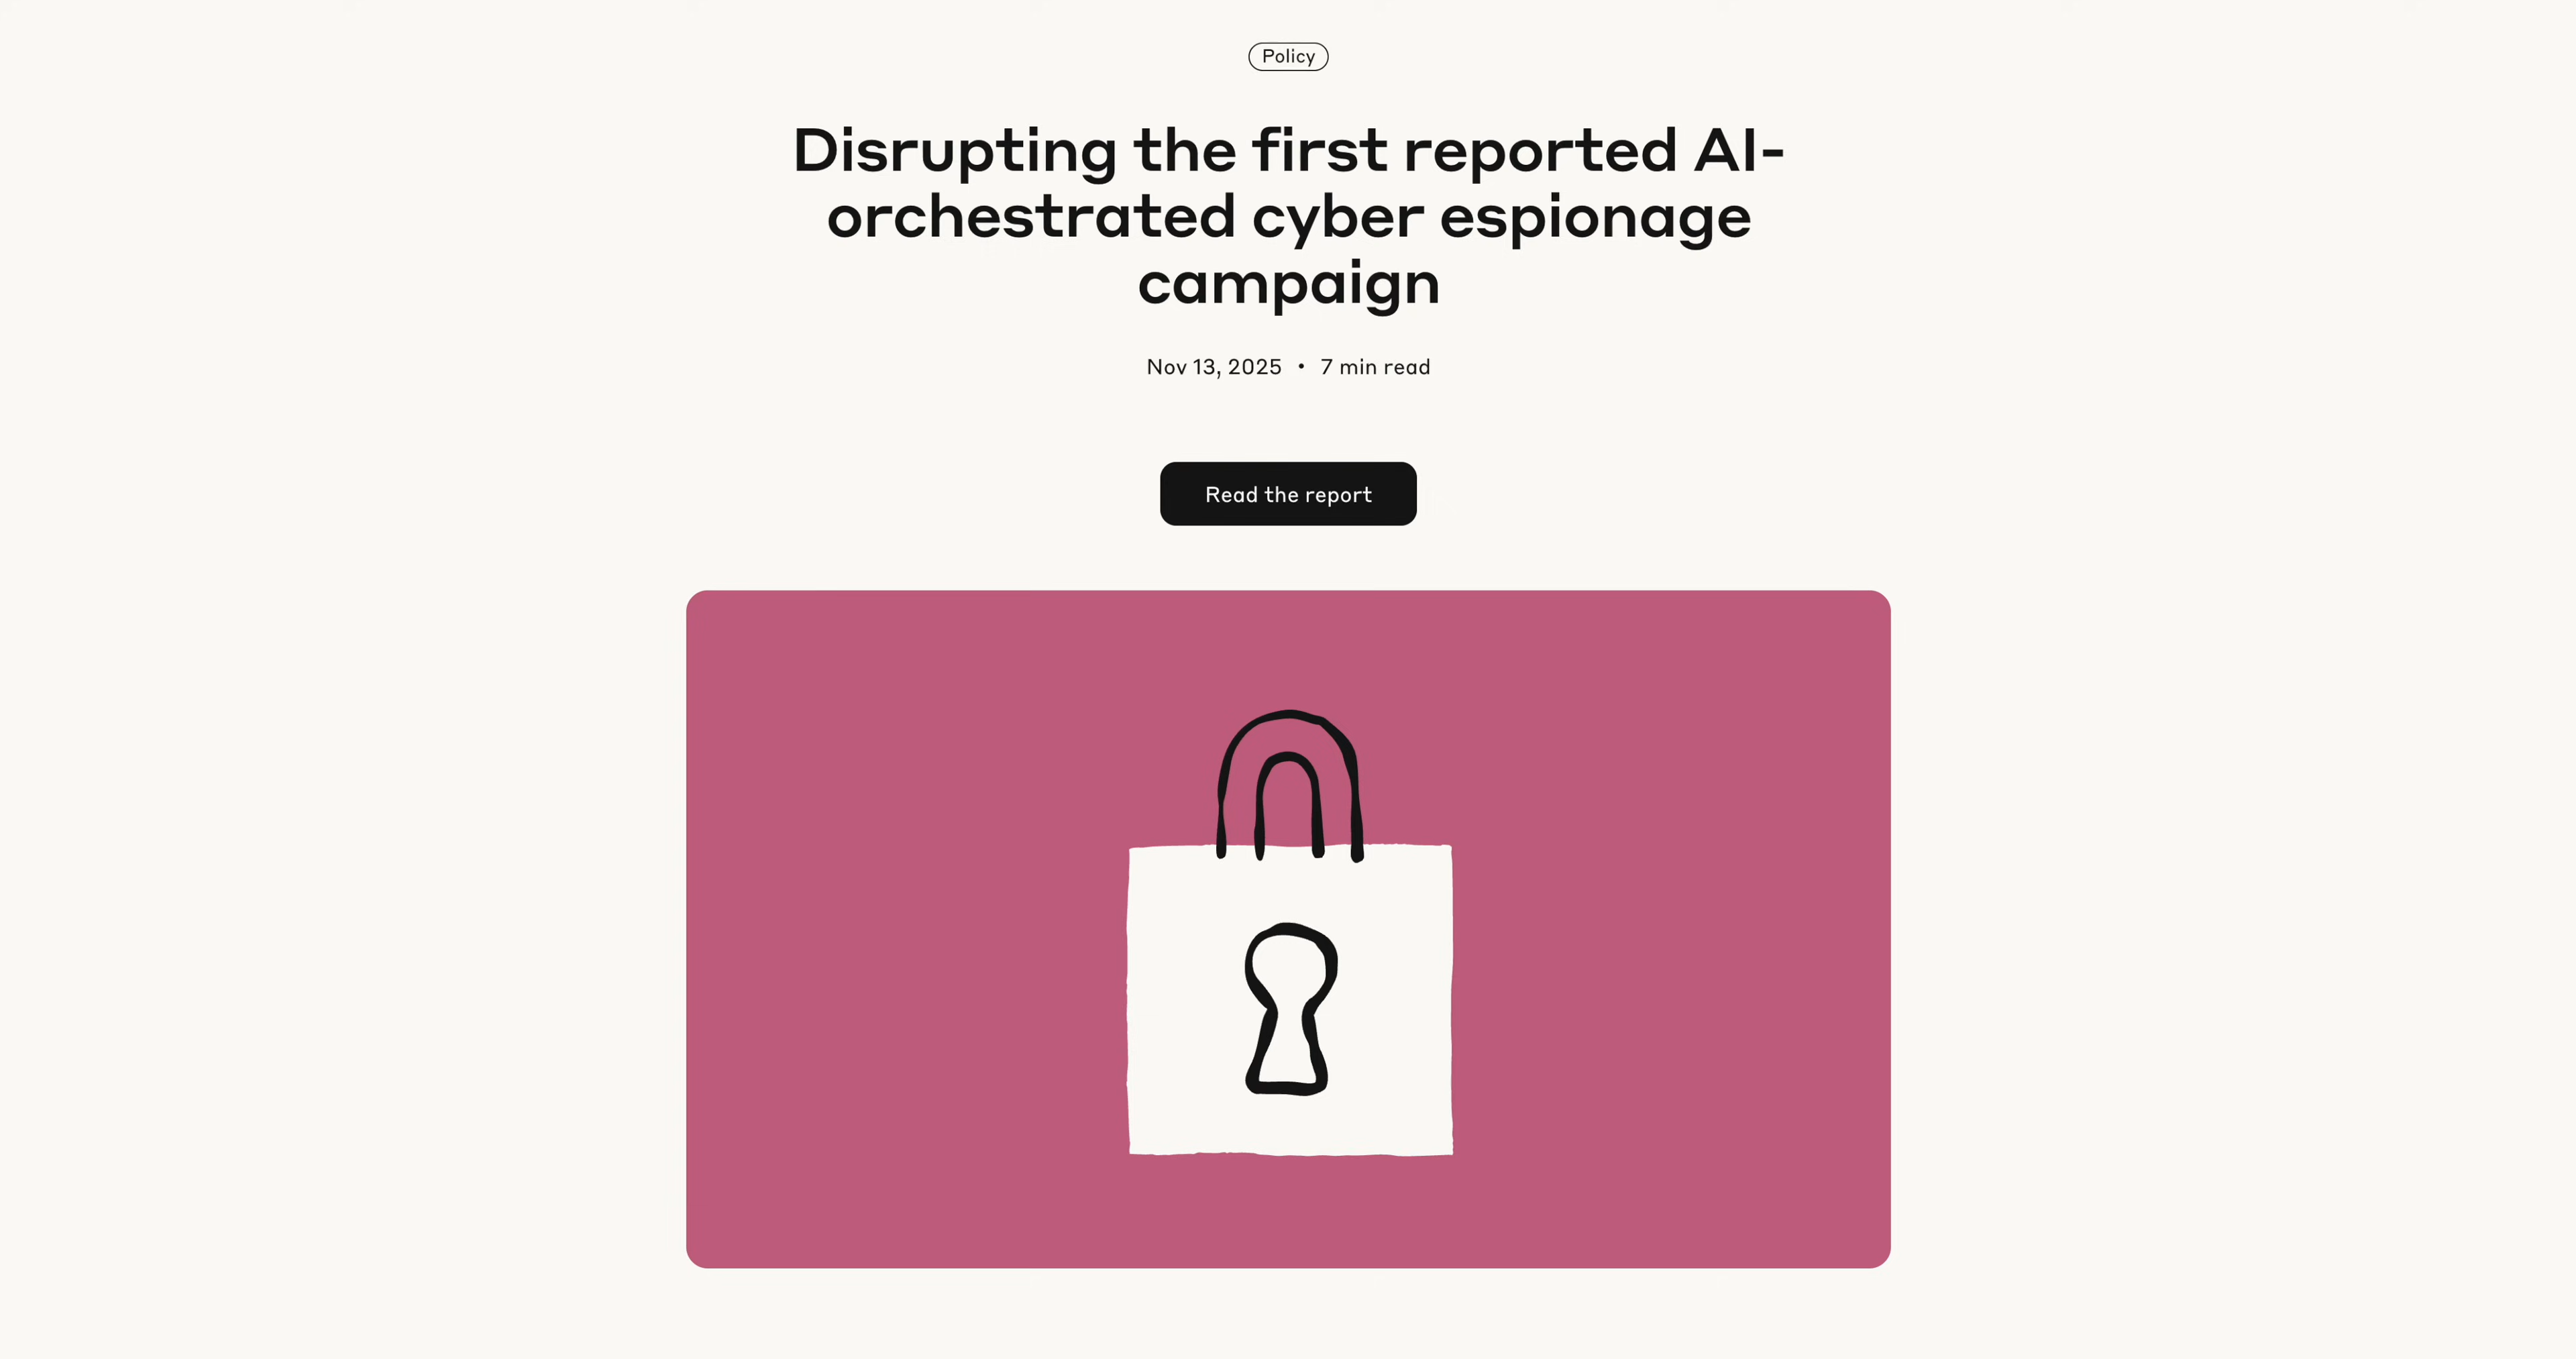 Policy
Disrupting the first reported AI-
orchestrated cyber espionage
campaign
Nov 13, 2025 • 7 min read
Read the report